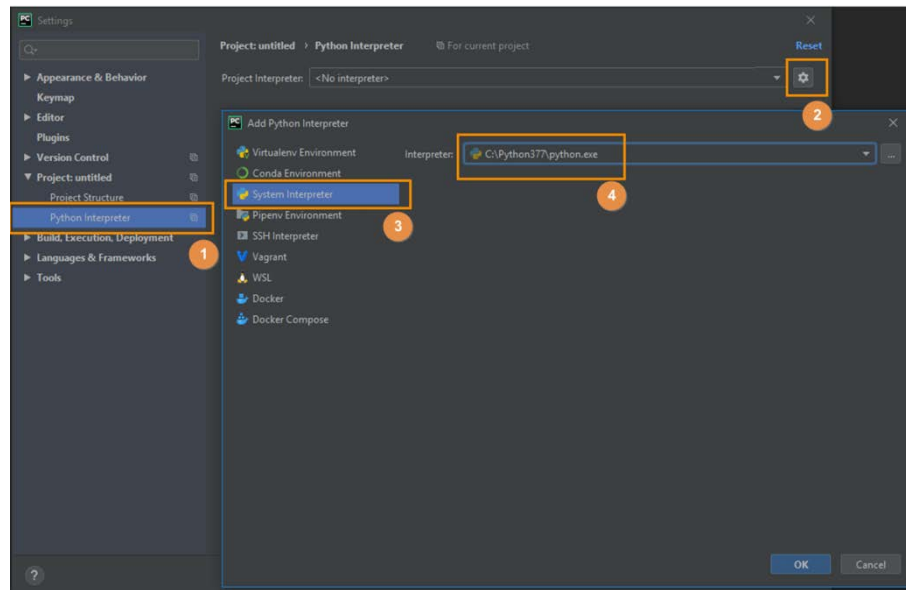 PC Settings
Project: untitled › Python Interpreter For current project Reset
Appearance & Behavior
Keymap
Editor
Plugins
Version Control
Project: untitled
Project Structure
Python Interpreter
Build, Execution, Deployment
Languages & Frameworks
Tools
1
Project Interpreter: <No interpreter>
2
PC Add Python Interpreter
Virtualenv Environment
Conda Environment
System Interpreter
Pipenv Environment
SSH Interpreter
Vagrant
WSL
Docker
Docker Compose
3
Interpreter: C:\Python377\python.exe ...
4
OK Cancel
?